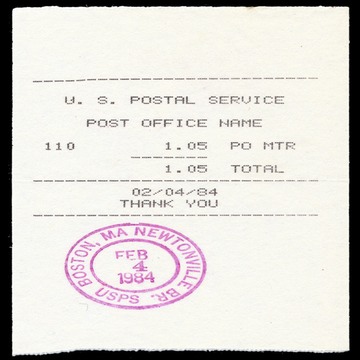 U. S. POSTAL SERVICE
POST OFFICE NAME
110 1.05 PO MTR
1.05 TOTAL
02/04/84
THANK YOU
BOSTON, MA NEWTONVILLE BR.
FEB
4
1984
USPS